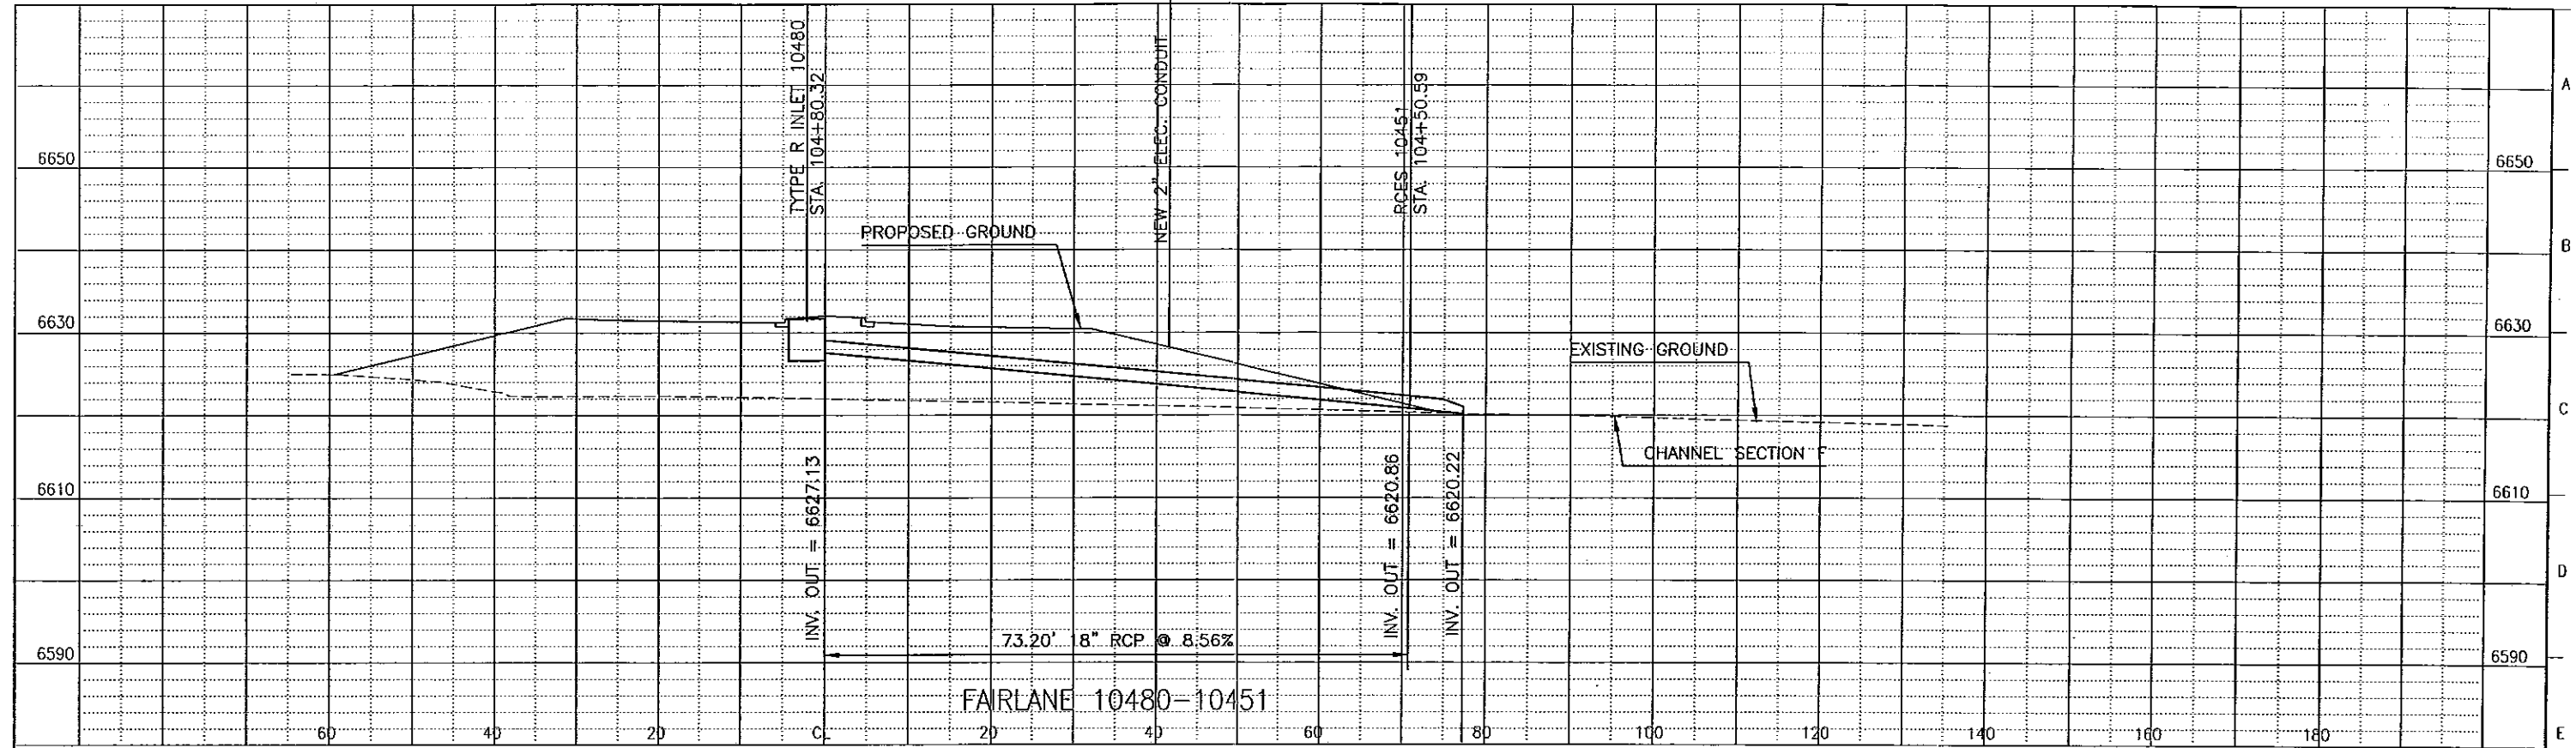 TYTPE R INLET 10480
STA. 104+80.32
NEW 2" ELEC. CONDUIT
RCES 10451
STA. 104+50.59
A
6650
6650
PROPOSED GROUND
B
6630
6630
EXISTING GROUND
C
CHANNEL SECTION F
6610
6610
INV. OUT = 6627.13
INV. OUT = 6620.86
INV. OUT = 6620.22
D
73.20' 18" RCP @ 8.56%
6590
6590
FAIRLANE 10480-10451
60 40 20 CL 20 40 60 80 100 120 140 160 180
E